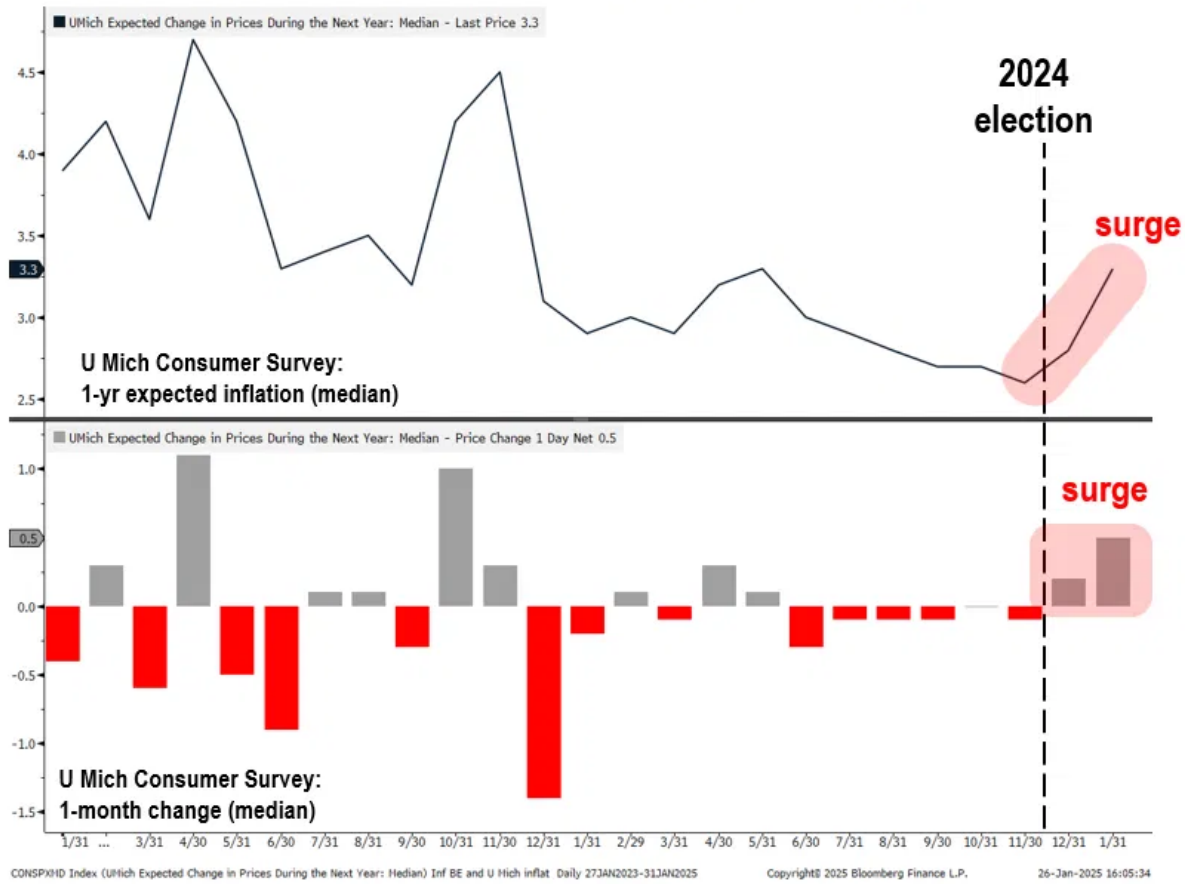 UMich Expected Change in Prices During the Next Year: Median - Last Price 3.3
4.5
4.0
3.5
3.3
3.0
2.5
2024
election
surge
U Mich Consumer Survey:
1-yr expected inflation (median)
UMich Expected Change in Prices During the Next Year: Median - Price Change 1 Day Net 0.5
1.0
0.5
0.0
-0.5
-1.0
-1.5
surge
U Mich Consumer Survey:
1-month change (median)
1/31 ... 3/31 4/30 5/31 6/30 7/31 8/31 9/30 10/31 11/30 12/31 1/31 2/29 3/31 4/30 5/31 6/30 7/31 8/31 9/30 10/31 11/30 12/31 1/31
CONSPXMD Index (UMich Expected Change in Prices During the Next Year: Median) Inf BE and U Mich inflat Daily 27JAN2023-31JAN2025 Copyright© 2025 Bloomberg Finance L.P. 26-Jan-2025 16:05:34